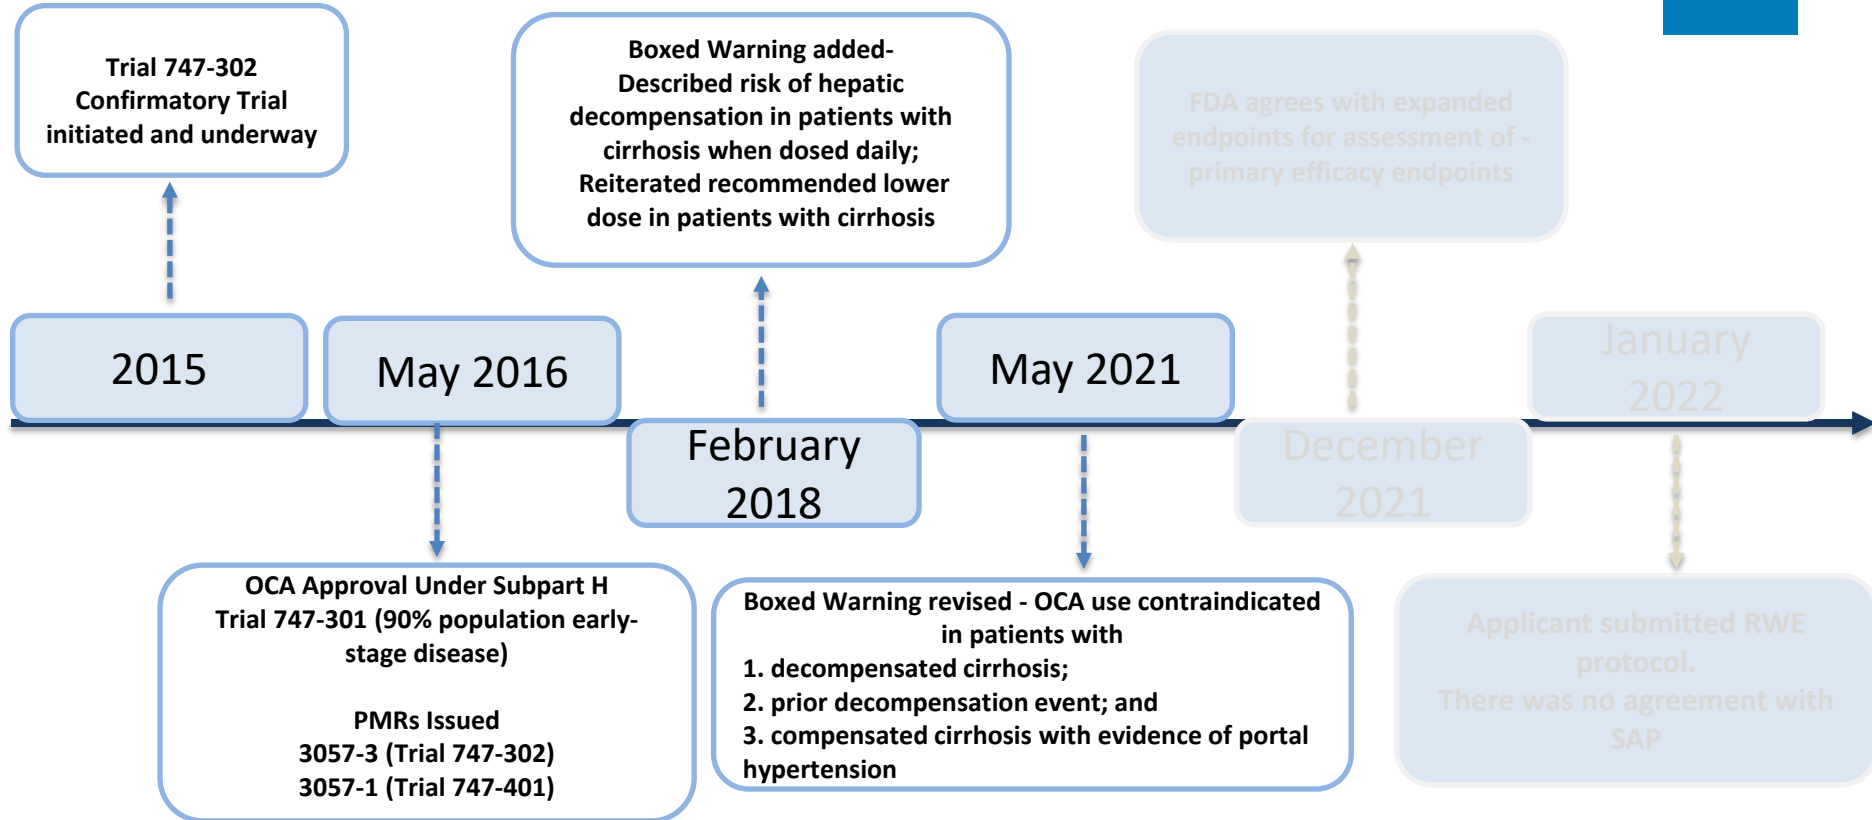 Trial 747-302
Confirmatory Trial
initiated and underway
Boxed Warning added-
Described risk of hepatic
decompensation in patients with
cirrhosis when dosed daily;
Reiterated recommended lower
dose in patients with cirrhosis
FDA agrees with expanded
endpoints for assessment of -
primary efficacy endpoints
2015
May 2016
February
2018
May 2021
December
2021
January
2022
OCA Approval Under Subpart H
Trial 747-301 (90% population early-
stage disease)
PMRs Issued
3057-3 (Trial 747-302)
3057-1 (Trial 747-401)
Boxed Warning revised - OCA use contraindicated
in patients with
1. decompensated cirrhosis;
2. prior decompensation event; and
3. compensated cirrhosis with evidence of portal
hypertension
Applicant submitted RWE
protocol.
There was no agreement with
SAP